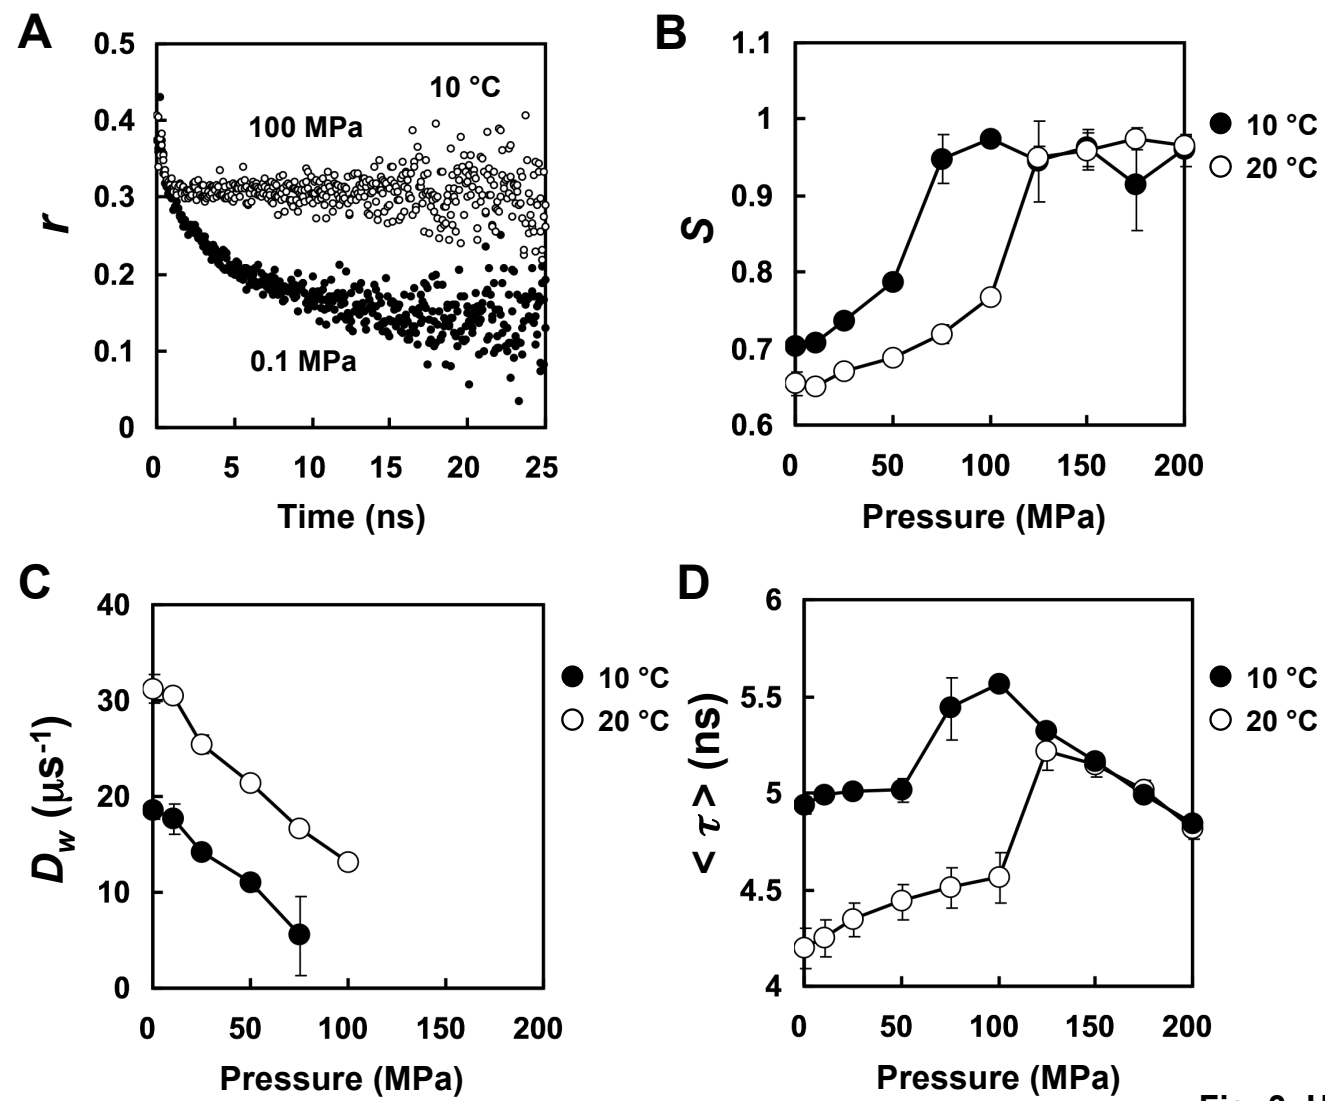 A
0.5
0.4
0.3
0.2
0.1
0
r
10 °C
100 MPa
0.1 MPa
0 5 10 15 20 25
Time (ns)
B
1.1
1
0.9
0.8
0.7
0.6
S
10 °C
20 °C
0 50 100 150 200
Pressure (MPa)
C
40
30
20
10
0
Dw (μs-1)
10 °C
20 °C
0 50 100 150 200
Pressure (MPa)
D
6
5.5
5
4.5
4
< τ > (ns)
10 °C
20 °C
0 50 100 150 200
Pressure (MPa)